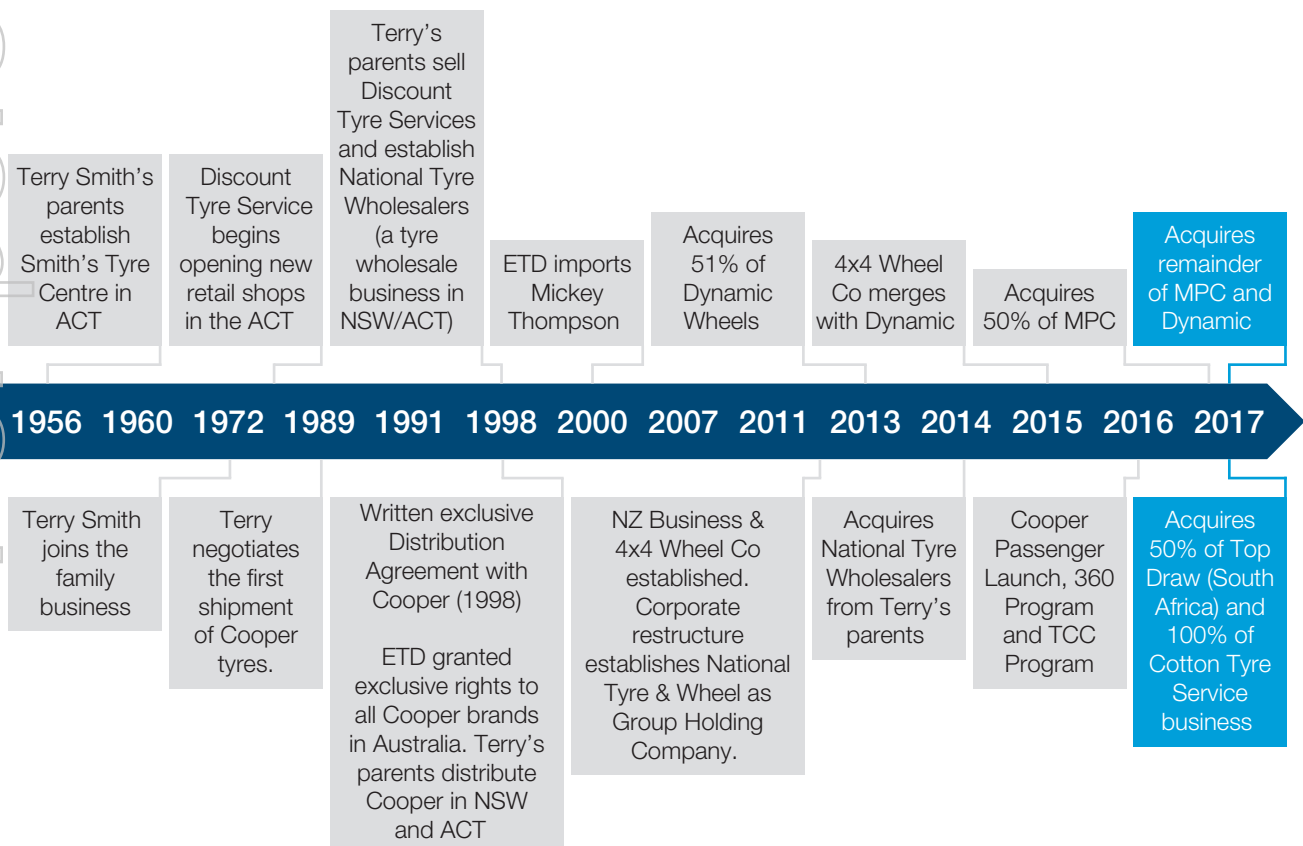 Terry Smith's
parents
establish
Smith's Tyre
Centre in
ACT
Discount
Tyre Service
begins
opening new
retail shops
in the ACT
Terry's
parents sell
Discount
Tyre Services
and establish
National Tyre
Wholesalers
(a tyre
wholesale
business in
NSW/ACT)
ETD imports
Mickey
Thompson
Acquires
51% of
Dynamic
Wheels
4x4 Wheel
Co merges
with Dynamic
Acquires
50% of MPC
Acquires
remainder
of MPC and
Dynamic
1956 1960 1972 1989 1991 1998 2000 2007 2011 2013 2014 2015 2016 2017
Terry Smith
joins the
family
business
Terry
negotiates
the first
shipment
of Cooper
tyres.
Written exclusive
Distribution
Agreement with
Cooper (1998)
ETD granted
exclusive rights to
all Cooper brands
in Australia. Terry's
parents distribute
Cooper in NSW
and ACT
NZ Business &
4x4 Wheel Co
established.
Corporate
restructure
establishes National
Tyre & Wheel as
Group Holding
Company.
Acquires
National Tyre
Wholesalers
from Terry's
parents
Cooper
Passenger
Launch, 360
Program
and TCC
Program
Acquires
50% of Top
Draw (South
Africa) and
100% of
Cotton Tyre
Service
business